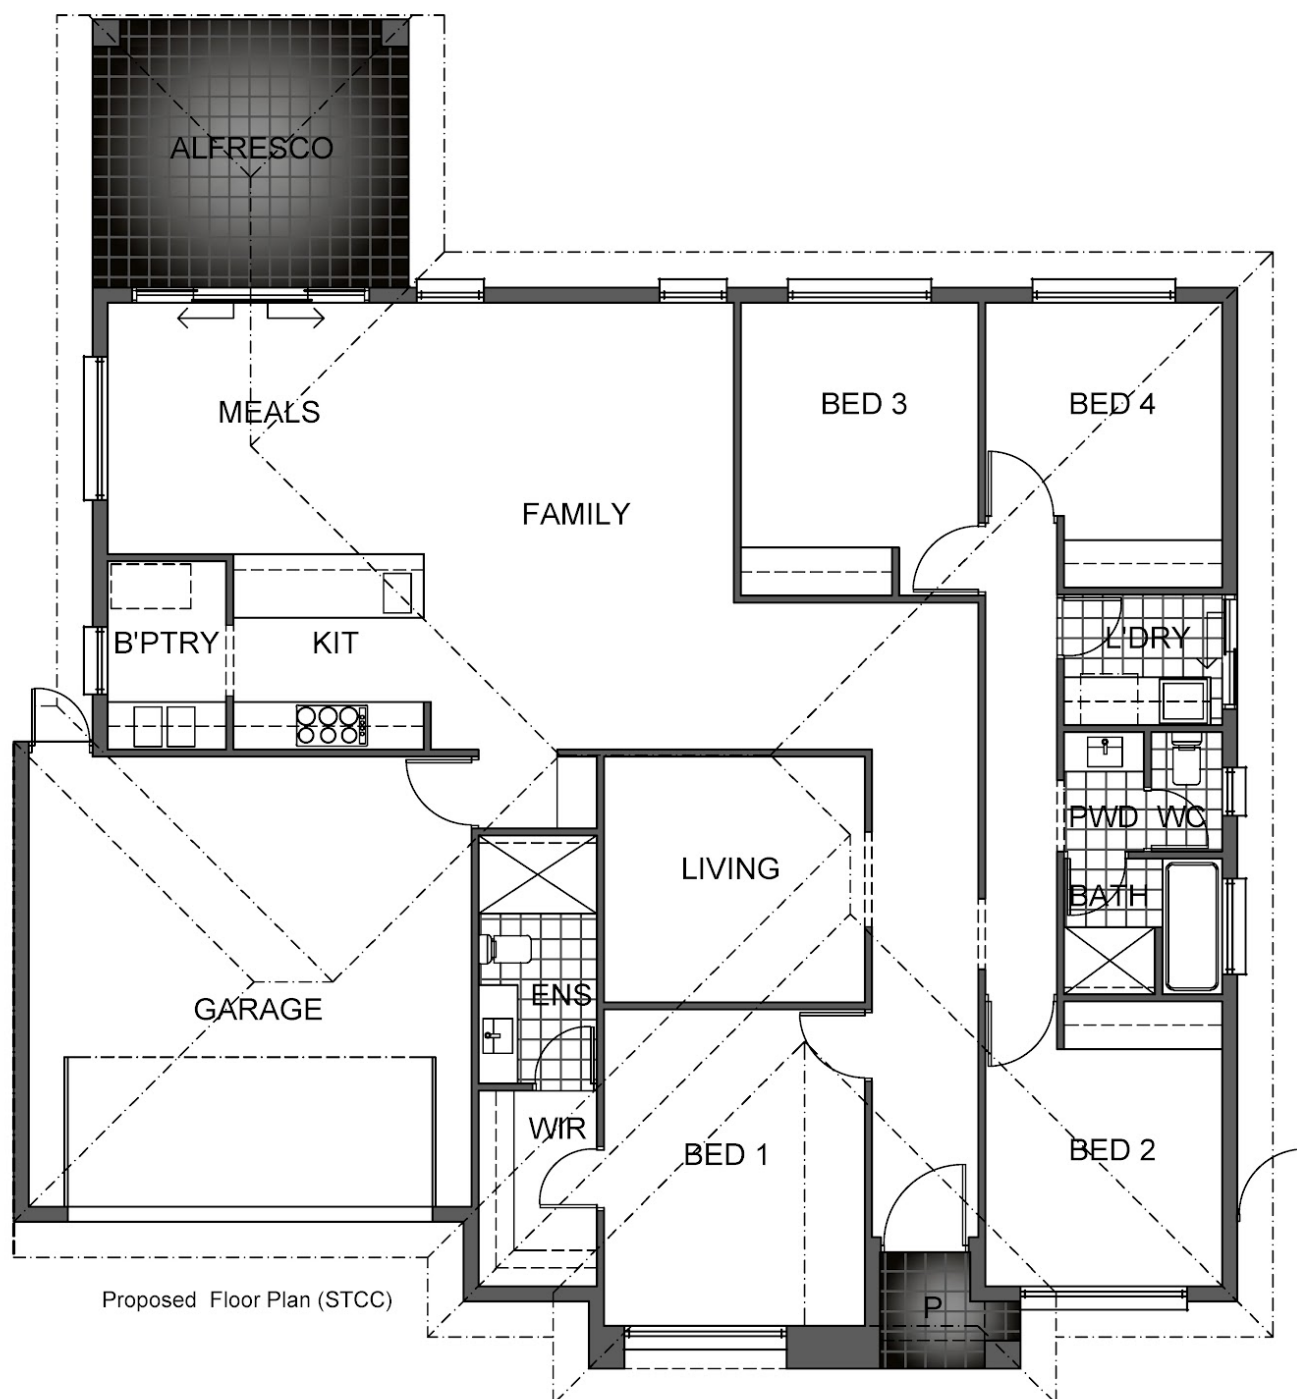 ALFRESCO
MEALS
BED 3
BED 4
FAMILY
B'PTRY
KIT
L'DRY
PWD
WC
LIVING
BATH
ENS
GARAGE
WIR
BED 1
BED 2
P
Proposed Floor Plan (STCC)